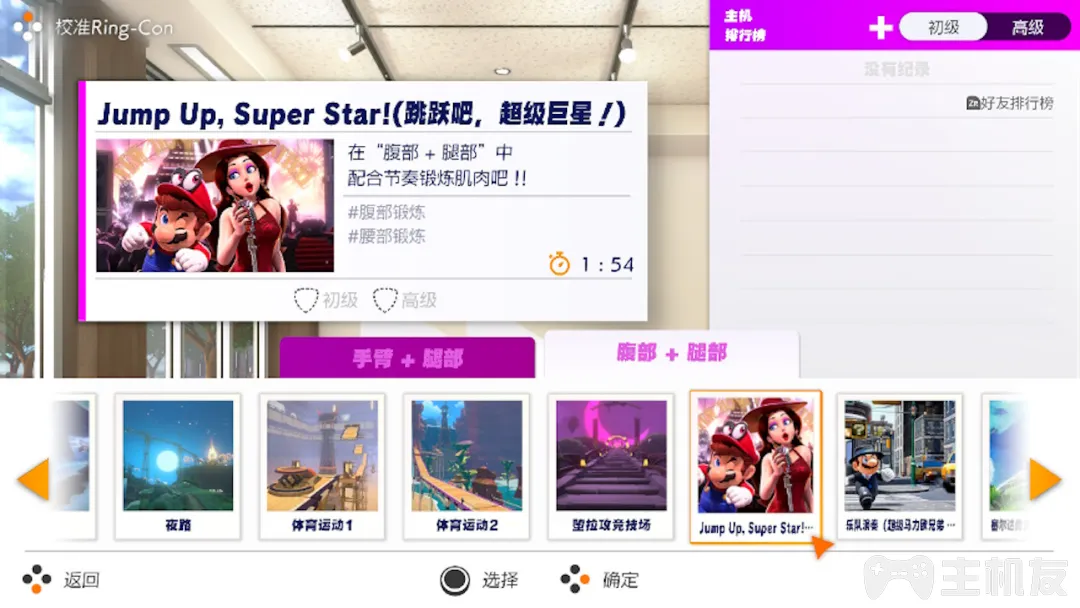 校准Ring-Con
主机
排行榜
初级
高级
没有纪录
ZR好友排行榜
Jump Up, Super Star!(跳跃吧，超级巨星！)
在“腹部 + 腿部”中
配合节奏锻炼肌肉吧 !!
#腹部锻炼
#腰部锻炼
1 : 54
初级
高级
手臂 + 腿部
腹部 + 腿部
夜路
体育运动1
体育运动2
堕拉攻竞技场
Jump Up, Super Star!…
乐队演奏（超级马力欧兄弟 …
塞尔达
返回
选择
确定
主机友